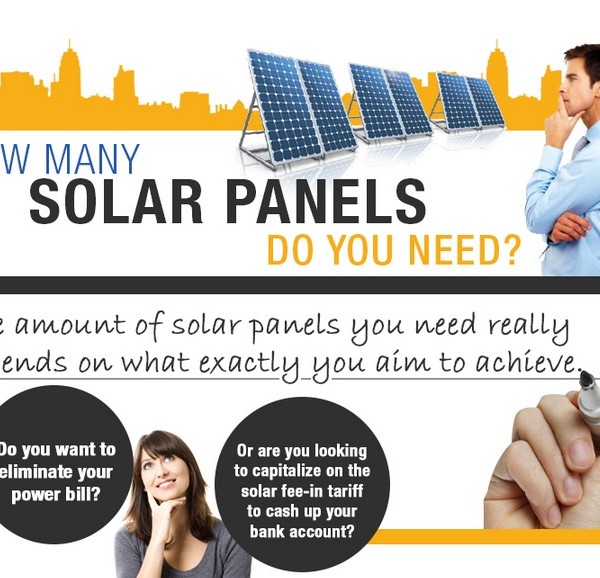 W MANY
SOLAR PANELS
DO YOU NEED?
e amount of solar panels you need really
ends on what exactly you aim to achieve.
Do you want to
eliminate your
power bill?
Or are you looking
to capitalize on the
solar fee-in tariff
to cash up your
bank account?